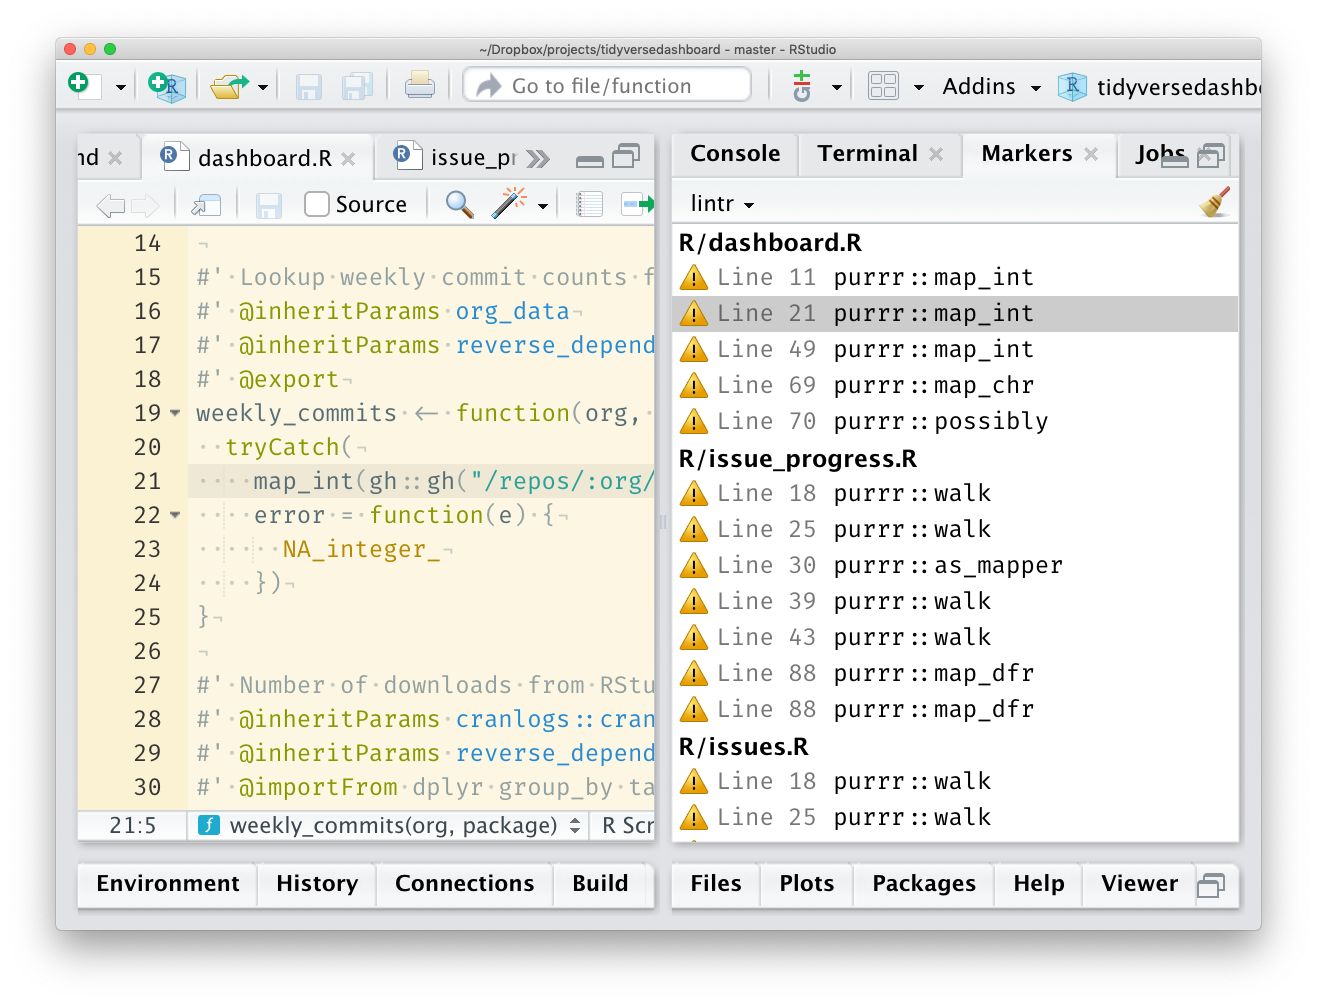 ~/Dropbox/projects/tidyversedashboard - master - RStudio
Go to file/function
Addins
tidyversedashbo
nd
dashboard.R
issue_pr
Source
14 ¬
15 #'·Lookup·weekly·commit·counts·f
16 #'·@inheritParams·org_data¬
17 #'·@inheritParams·reverse_depend
18 #'·@export¬
19 weekly_commits·<-·function(org,·
20 ··tryCatch(¬
21 ····map_int(gh::gh("/repos/:org/
22 ····error·=·function(e)·{¬
23 ······NA_integer_¬
24 ····})¬
25 }¬
26 ¬
27 #'·Number·of·downloads·from·RStu
28 #'·@inheritParams·cranlogs::cran
29 #'·@inheritParams·reverse_depend
30 #'·@importFrom·dplyr·group_by·ta
21:5 weekly_commits(org, package) R Scr
Console Terminal Markers Jobs
lintr
R/dashboard.R
Line 11 purrr::map_int
Line 21 purrr::map_int
Line 49 purrr::map_int
Line 69 purrr::map_chr
Line 70 purrr::possibly
R/issue_progress.R
Line 18 purrr::walk
Line 25 purrr::walk
Line 30 purrr::as_mapper
Line 39 purrr::walk
Line 43 purrr::walk
Line 88 purrr::map_dfr
Line 88 purrr::map_dfr
R/issues.R
Line 18 purrr::walk
Line 25 purrr::walk
Environment History Connections Build
Files Plots Packages Help Viewer